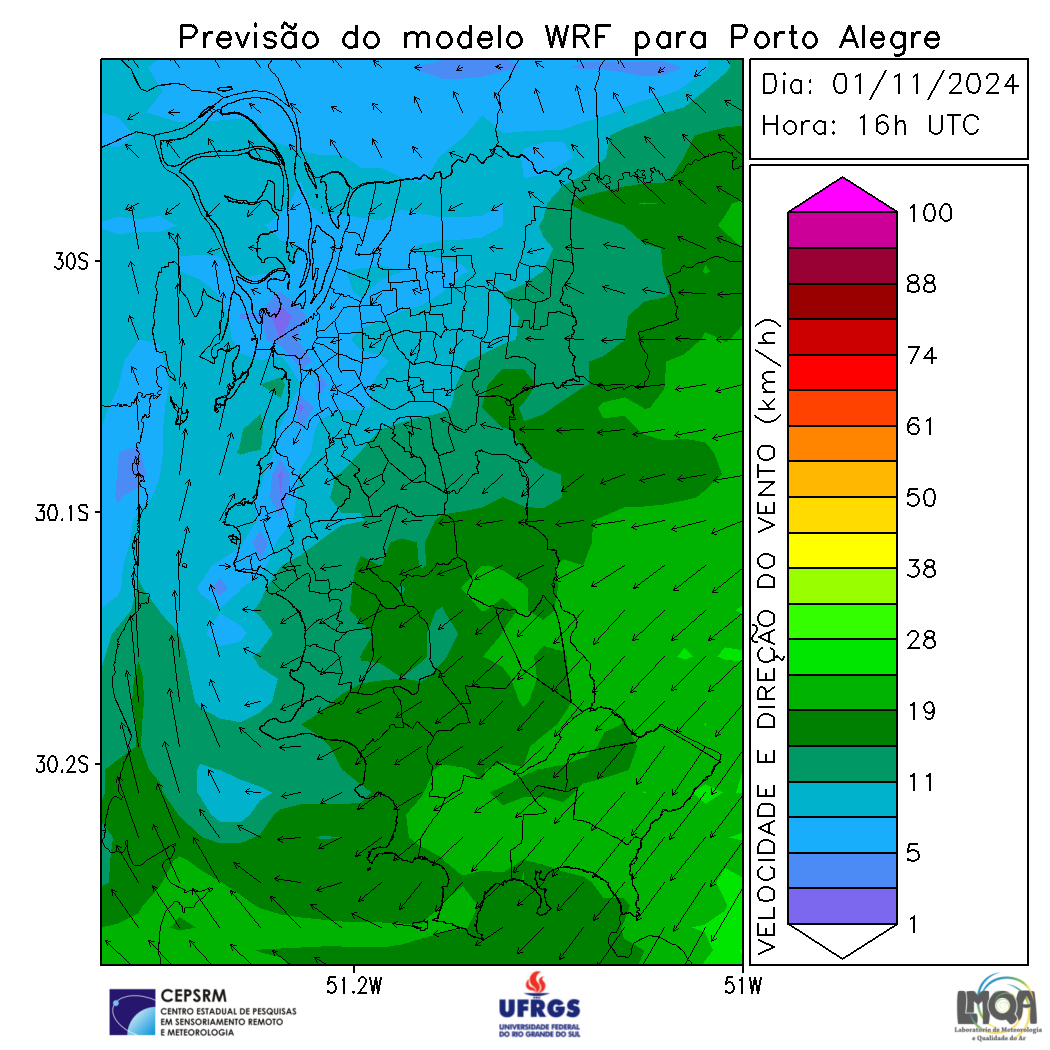 Previsão do modelo WRF para Porto Alegre
Dia: 01/11/2024
Hora: 16h UTC
100
88
74
61
50
38
28
19
11
5
1
VELOCIDADE E DIREÇÃO DO VENTO (km/h)
30S
30.1S
30.2S
51.2W
51W
CEPSRM
CENTRO ESTADUAL DE PESQUISAS
EM SENSORIAMENTO REMOTO
E METEOROLOGIA
UFRGS
UNIVERSIDADE FEDERAL
DO RIO GRANDE DO SUL
LMQA
Laboratório de Meteorologia
e Qualidade do Ar